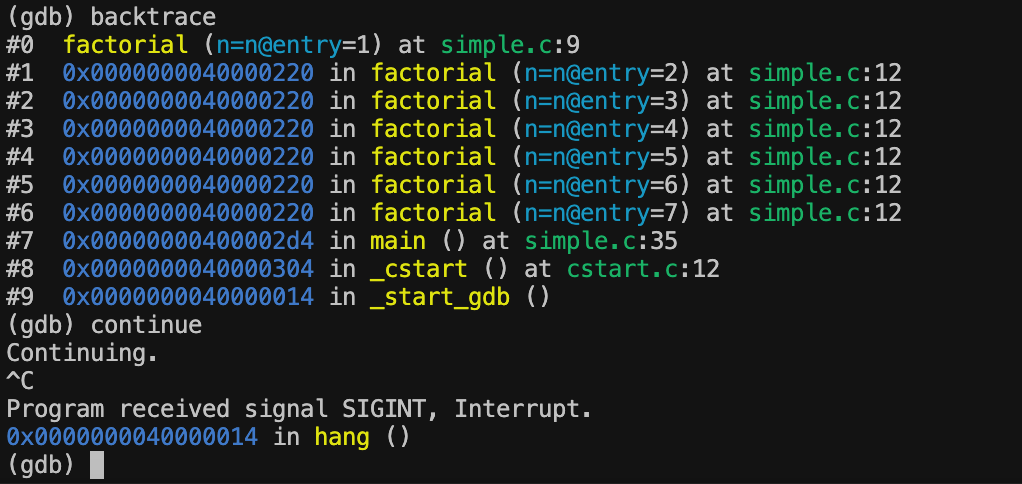 (gdb) backtrace
#0  factorial (n=n@entry=1) at simple.c:9
#1  0x0000000040000220 in factorial (n=n@entry=2) at simple.c:12
#2  0x0000000040000220 in factorial (n=n@entry=3) at simple.c:12
#3  0x0000000040000220 in factorial (n=n@entry=4) at simple.c:12
#4  0x0000000040000220 in factorial (n=n@entry=5) at simple.c:12
#5  0x0000000040000220 in factorial (n=n@entry=6) at simple.c:12
#6  0x0000000040000220 in factorial (n=n@entry=7) at simple.c:12
#7  0x00000000400002d4 in main () at simple.c:35
#8  0x0000000040000304 in _cstart () at cstart.c:12
#9  0x0000000040000014 in _start_gdb ()
(gdb) continue
Continuing.
^C
Program received signal SIGINT, Interrupt.
0x0000000040000014 in hang ()
(gdb)